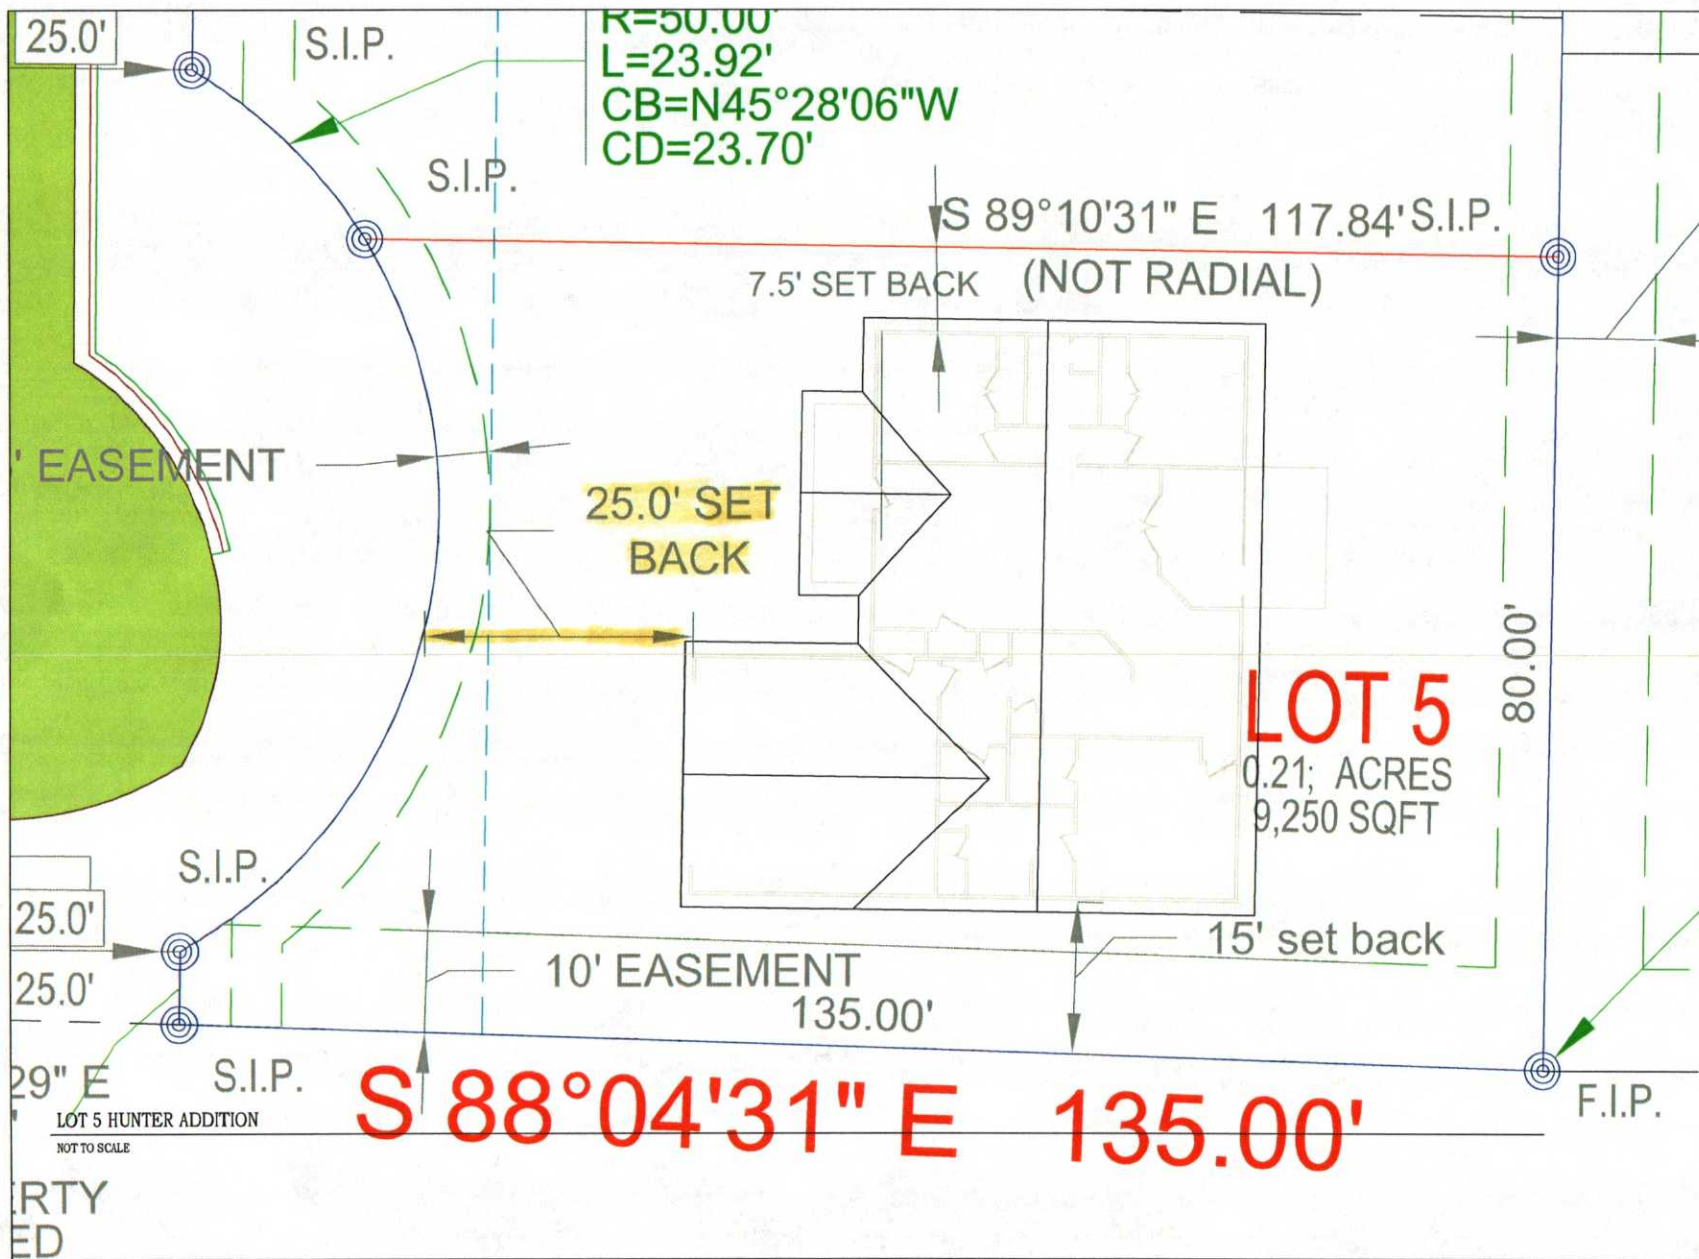 25.0'
S.I.P.
R=50.00'
L=23.92'
CB=N45°28'06"W
CD=23.70'
S.I.P.
S 89°10'31" E 117.84' S.I.P.
7.5' SET BACK (NOT RADIAL)
' EASEMENT
25.0' SET
BACK
80.00'
LOT 5
0.21; ACRES
9,250 SQFT
S.I.P.
25.0'
15' set back
10' EASEMENT
25.0'
135.00'
29" E
S.I.P.
S 88°04'31" E 135.00'
F.I.P.
LOT 5 HUNTER ADDITION
NOT TO SCALE
ERTY
ED